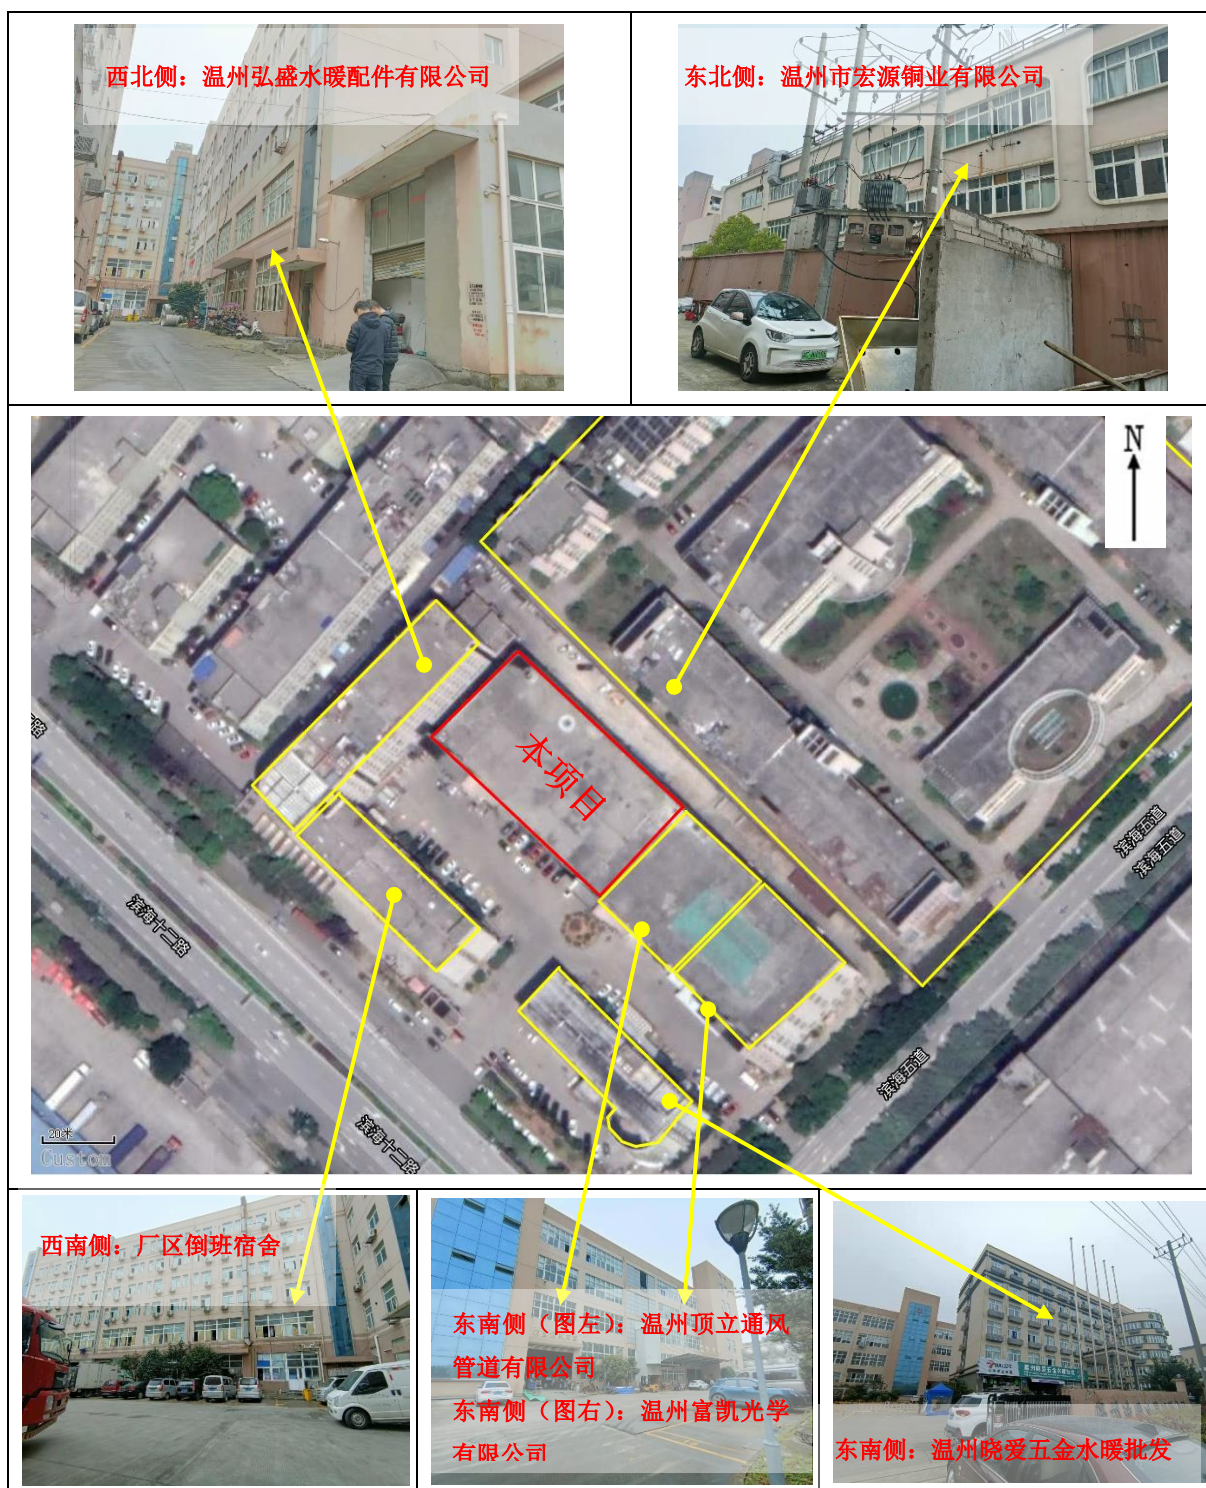 西北侧：温州弘盛水暖配件有限公司
东北侧：温州市宏源铜业有限公司
N
本项目
滨海五道
滨海五道
滨海十二路
滨海五道
滨海十二路
20米
Custom
西南侧：厂区倒班宿舍
东南侧（图左）：温州顶立通风
管道有限公司
东南侧（图右）：温州富凯光学
有限公司
东南侧：温州晓爱五金水暖批发